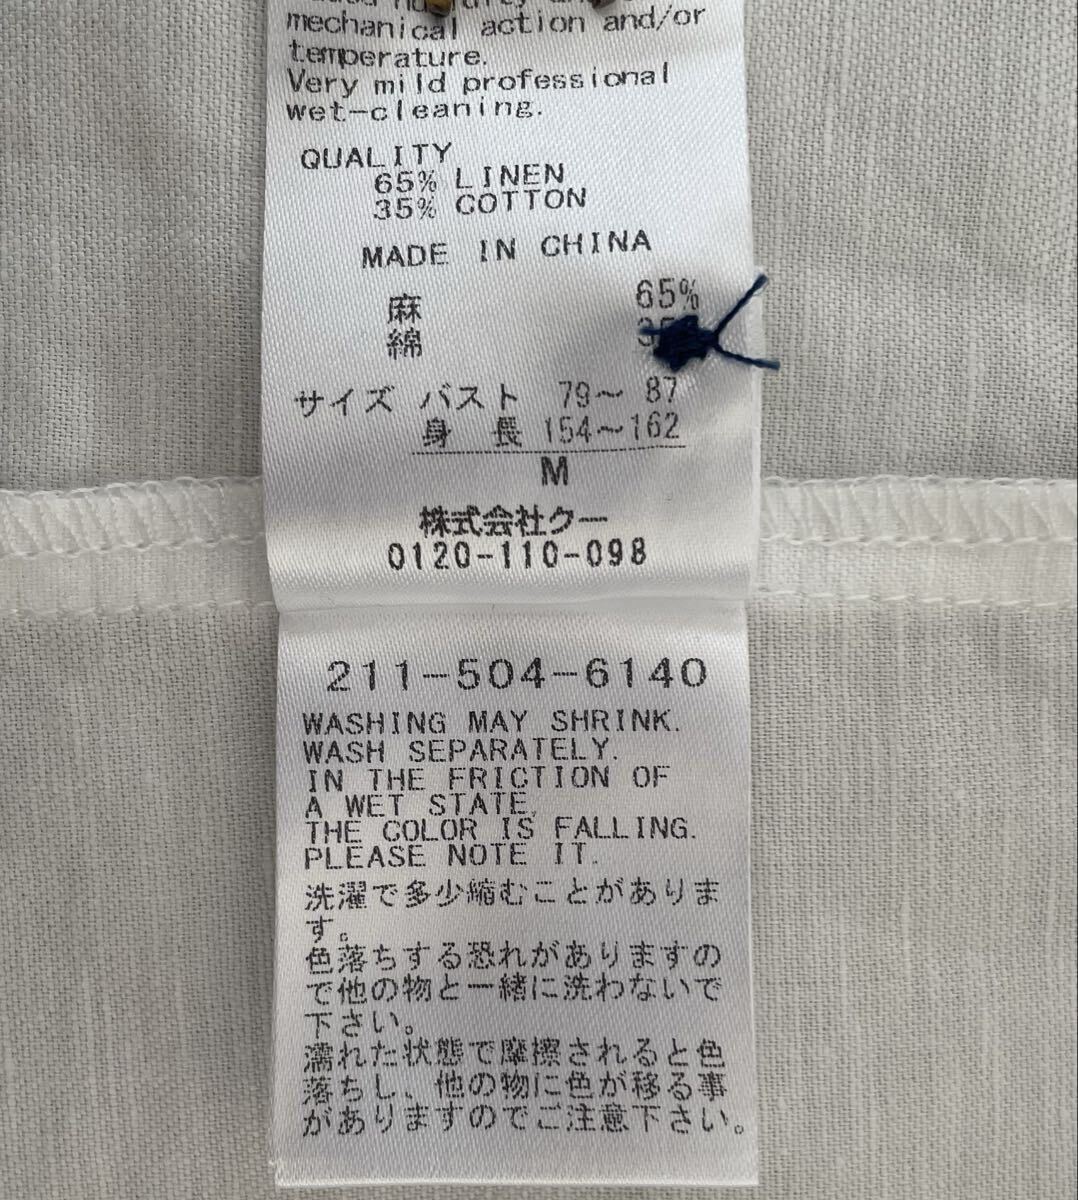 mechanical action and/or
temperature.
Very mild professional
wet-cleaning.
QUALITY
65% LINEN
35% COTTON
MADE IN CHINA
麻 65%
綿
サイズ バスト 79〜 87
身 長 154〜162
M
株式会社クー
0120-110-098
211-504-6140
WASHING MAY SHRINK.
WASH SEPARATELY.
IN THE FRICTION OF
A WET STATE,
THE COLOR IS FALLING.
PLEASE NOTE IT.
洗濯で多少縮むことがありま
す。
色落ちする恐れがありますの
で他の物と一緒に洗わないで
下さい。
濡れた状態で摩擦されると色
落ちし、他の物に色が移る事
がありますのでご注意下さい。